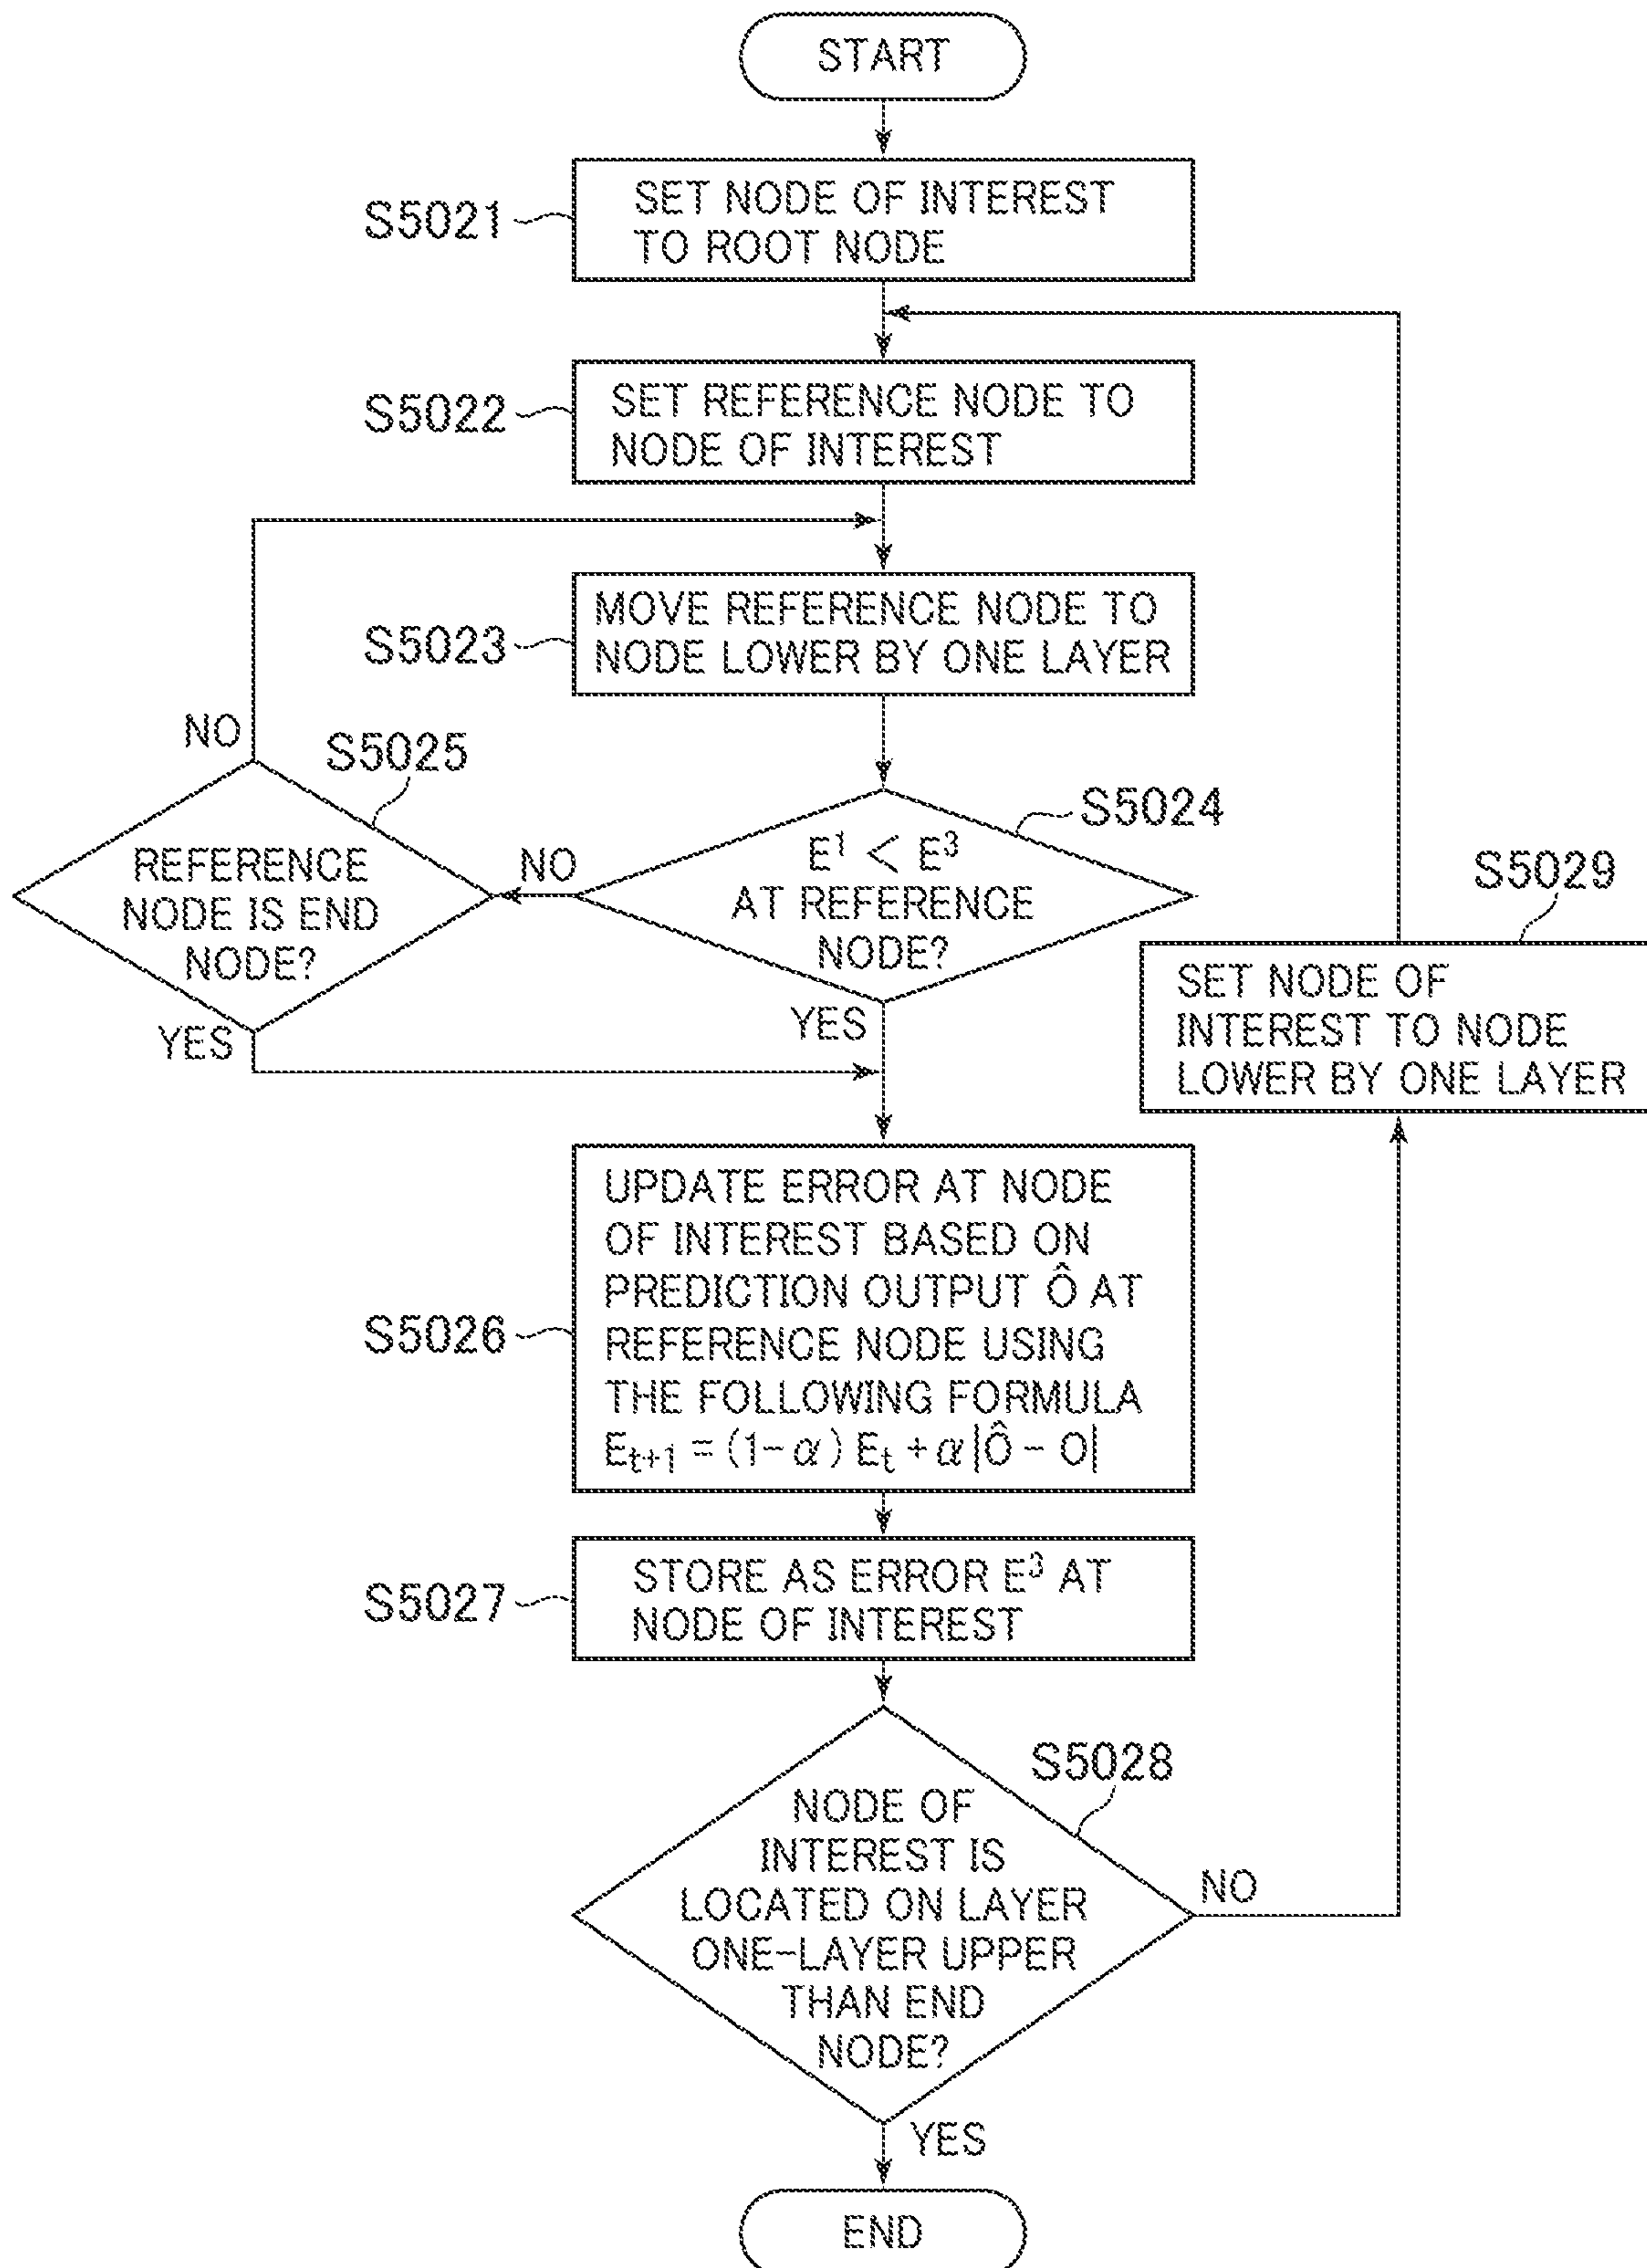 START
S5021
SET NODE OF INTEREST
TO ROOT NODE
S5022
SET REFERENCE NODE TO
NODE OF INTEREST
S5023
MOVE REFERENCE NODE TO
NODE LOWER BY ONE LAYER
NO
S5025
REFERENCE
NODE IS END
NODE?
YES
NO
S5024
E¹ < E³
AT REFERENCE
NODE?
YES
S5029
SET NODE OF
INTEREST TO NODE
LOWER BY ONE LAYER
S5026
UPDATE ERROR AT NODE
OF INTEREST BASED ON
PREDICTION OUTPUT Ô AT
REFERENCE NODE USING
THE FOLLOWING FORMULA
Eₜ₊₁ = (1-α) Eₜ + α|Ô - O|
S5027
STORE AS ERROR E³ AT
NODE OF INTEREST
S5028
NODE OF
INTEREST IS
LOCATED ON LAYER
ONE-LAYER UPPER
THAN END
NODE?
NO
YES
END